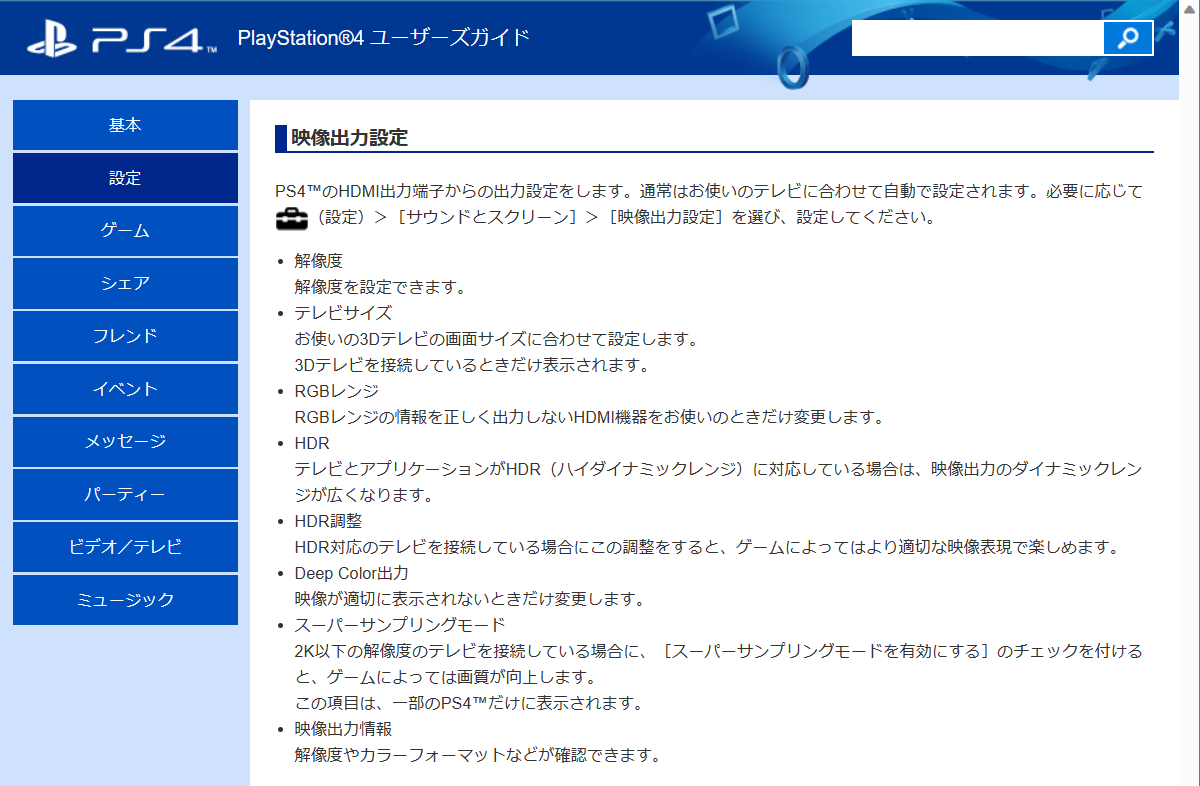 PS4™ PlayStation®4 ユーザーズガイド
基本
設定
ゲーム
シェア
フレンド
イベント
メッセージ
パーティー
ビデオ／テレビ
ミュージック
映像出力設定
PS4™のHDMI出力端子からの出力設定をします。通常はお使いのテレビに合わせて自動で設定されます。必要に応じて
（設定）＞［サウンドとスクリーン］＞［映像出力設定］を選び、設定してください。
• 解像度
解像度を設定できます。
• テレビサイズ
お使いの3Dテレビの画面サイズに合わせて設定します。
3Dテレビを接続しているときだけ表示されます。
• RGBレンジ
RGBレンジの情報を正しく出力しないHDMI機器をお使いのときだけ変更します。
• HDR
テレビとアプリケーションがHDR（ハイダイナミックレンジ）に対応している場合は、映像出力のダイナミックレン
ジが広くなります。
• HDR調整
HDR対応のテレビを接続している場合にこの調整をすると、ゲームによってはより適切な映像表現で楽しめます。
• Deep Color出力
映像が適切に表示されないときだけ変更します。
• スーパーサンプリングモード
2K以下の解像度のテレビを接続している場合に、［スーパーサンプリングモードを有効にする］のチェックを付ける
と、ゲームによっては画質が向上します。
この項目は、一部のPS4™だけに表示されます。
• 映像出力情報
解像度やカラーフォーマットなどが確認できます。